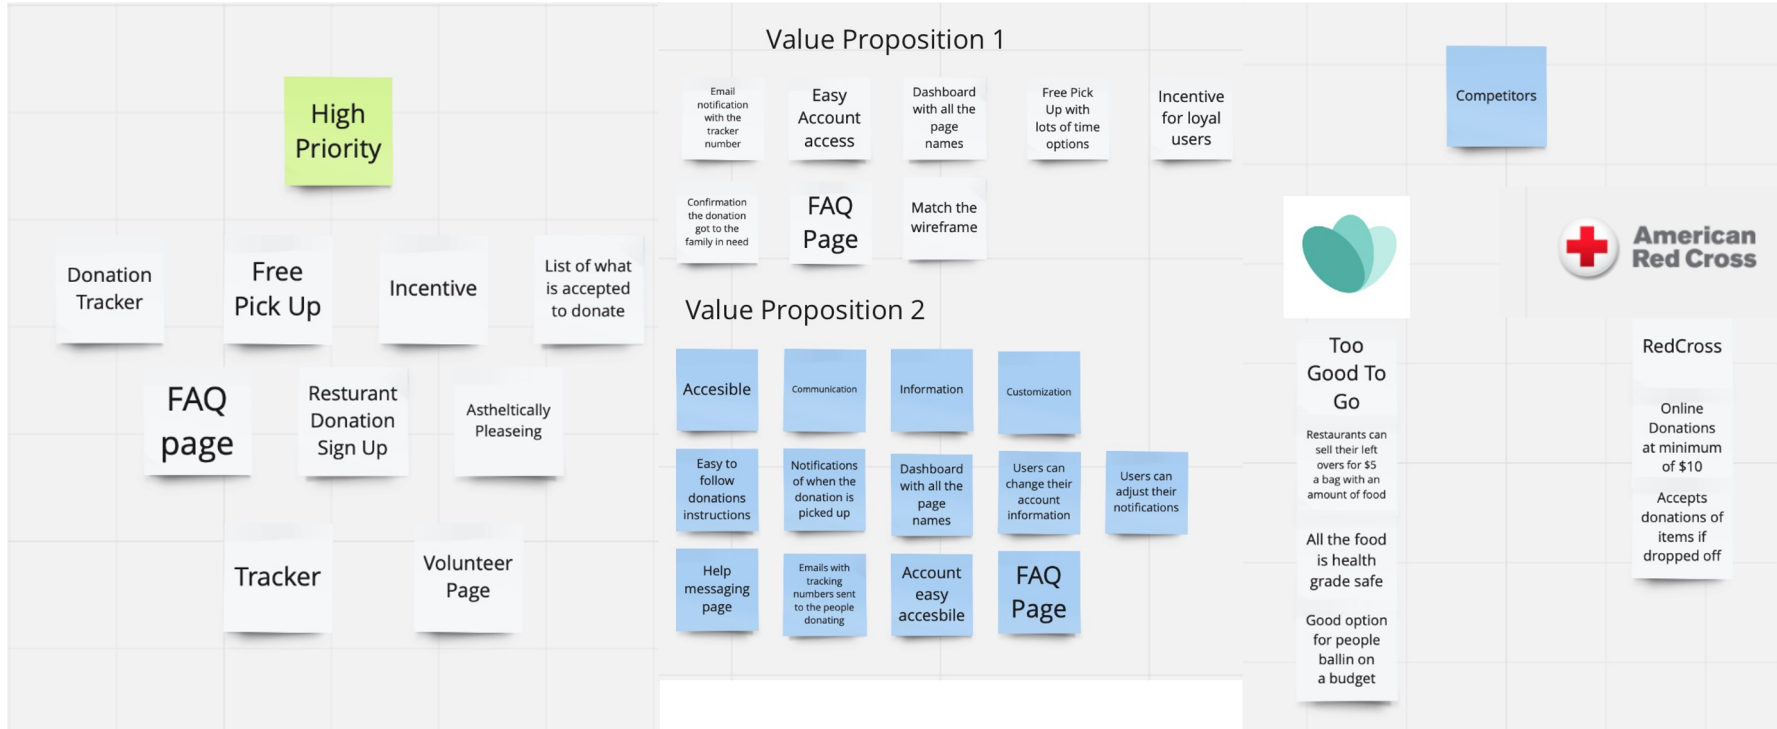 High
Priority
Donation
Tracker
Free
Pick Up
Incentive
List of what
is accepted
to donate
FAQ
page
Resturant
Donation
Sign Up
Astheltically
Pleaseing
Tracker
Volunteer
Page
Value Proposition 1
Email
notification
with the
tracker
number
Easy
Account
access
Dashboard
with all the
page
names
Free Pick
Up with
lots of time
options
Incentive
for loyal
users
Confirmation
the donation
got to the
family in need
FAQ
Page
Match the
wireframe
Value Proposition 2
Accesible
Communication
Information
Customization
Easy to
follow
donations
instructions
Notifications
of when the
donation is
picked up
Dashboard
with all the
page
names
Users can
change their
account
information
Users can
adjust their
notifications
Help
messaging
page
Emails with
tracking
numbers sent
to the people
donating
Account
easy
accesbile
FAQ
Page
Competitors
American
Red Cross
Too
Good To
Go
Restaurants can
sell their left
overs for $5
a bag with an
amount of food
All the food
is health
grade safe
Good option
for people
ballin on
a budget
RedCross
Online
Donations
at minimum
of $10
Accepts
donations of
items if
dropped off